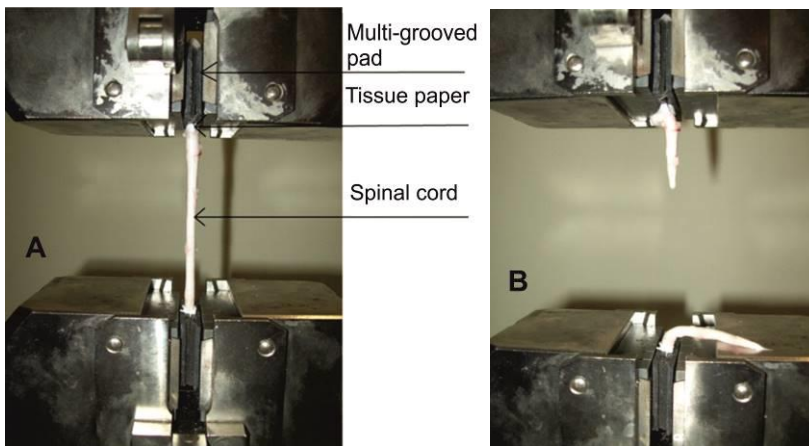 Multi-grooved
pad
Tissue paper
Spinal cord
A
B